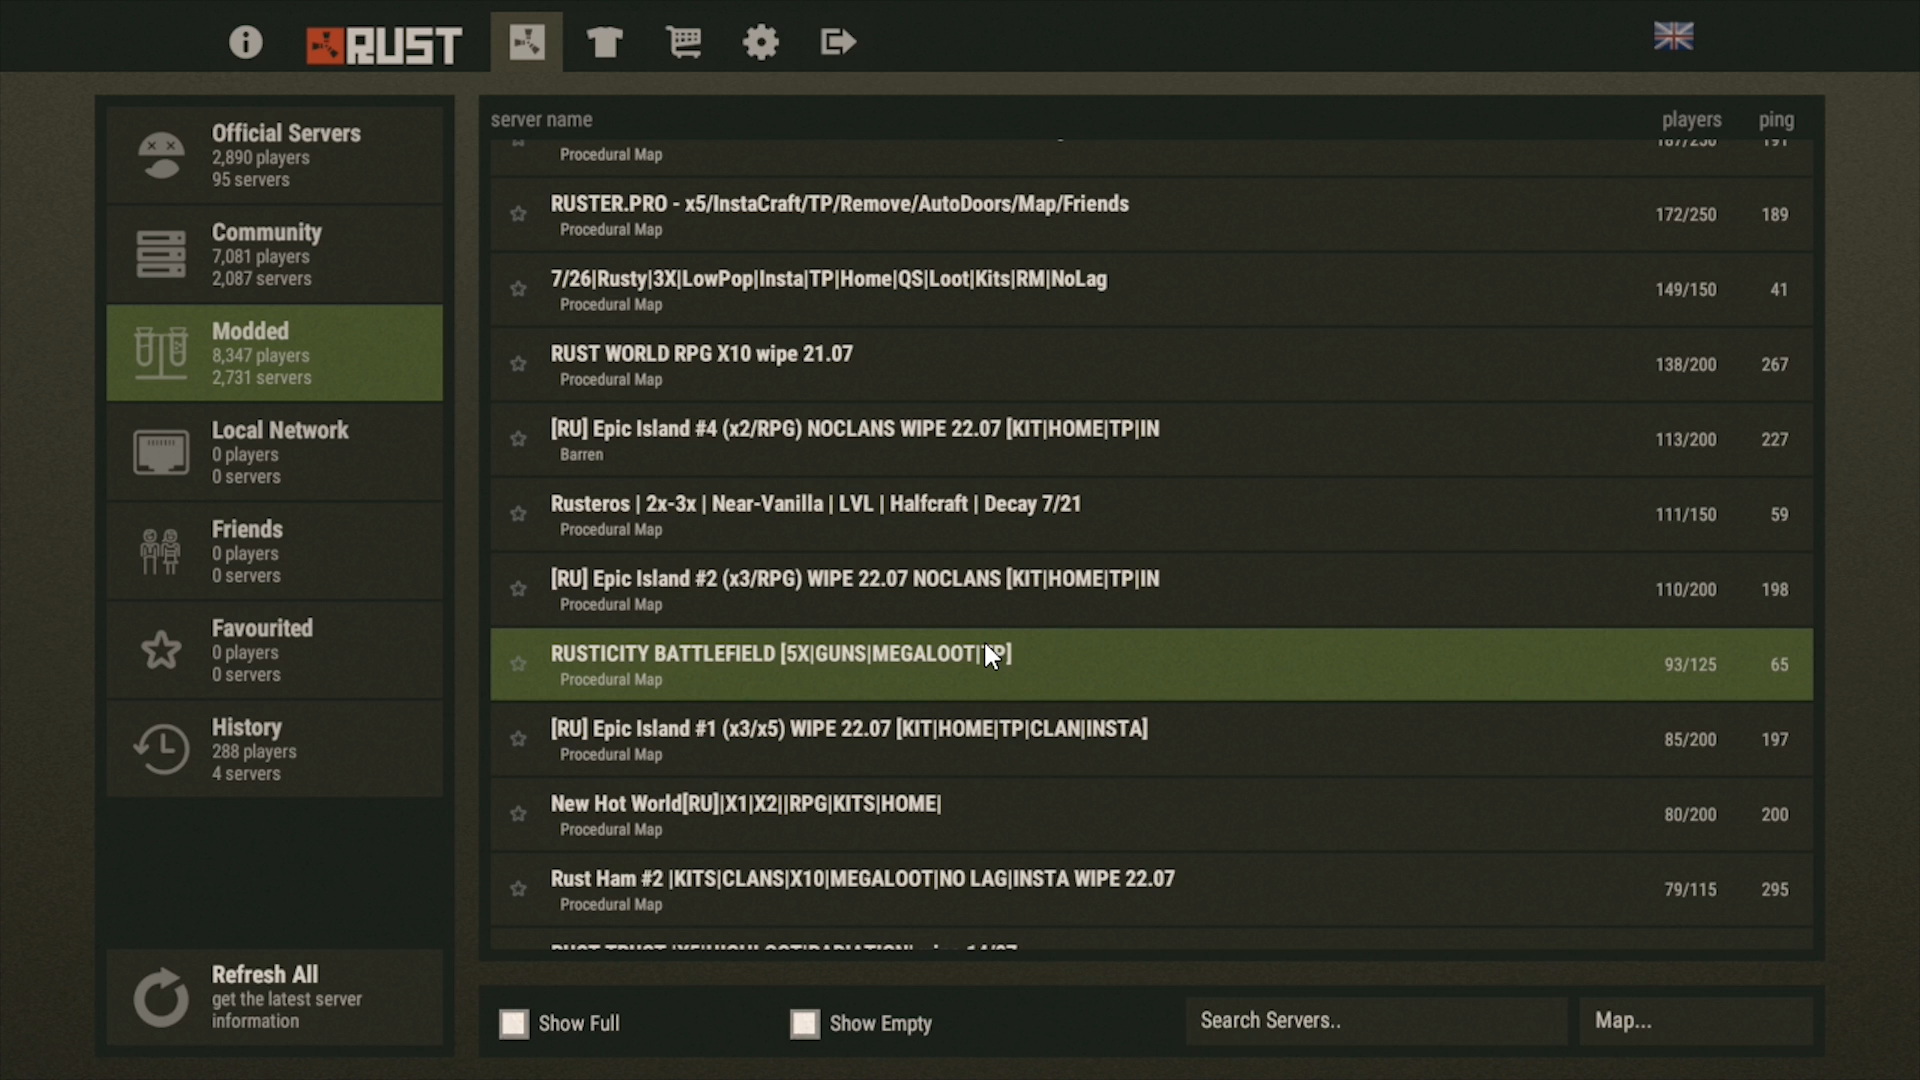 RUST
Official Servers
2,890 players
95 servers
Community
7,081 players
2,087 servers
Modded
8,347 players
2,731 servers
Local Network
0 players
0 servers
Friends
0 players
0 servers
Favourited
0 players
0 servers
History
288 players
4 servers
Refresh All
get the latest server
information
server name players ping
Procedural Map
RUSTER.PRO - x5/InstaCraft/TP/Remove/AutoDoors/Map/Friends
Procedural Map
172/250 189
7/26|Rusty|3X|LowPop|Insta|TP|Home|QS|Loot|Kits|RM|NoLag
Procedural Map
149/150 41
RUST WORLD RPG X10 wipe 21.07
Procedural Map
138/200 267
[RU] Epic Island #4 (x2/RPG) NOCLANS WIPE 22.07 [KIT|HOME|TP|IN
Barren
113/200 227
Rusteros | 2x-3x | Near-Vanilla | LVL | Halfcraft | Decay 7/21
Procedural Map
111/150 59
[RU] Epic Island #2 (x3/RPG) WIPE 22.07 NOCLANS [KIT|HOME|TP|IN
Procedural Map
110/200 198
RUSTICITY BATTLEFIELD [5X|GUNS|MEGALOOT|TP]
Procedural Map
93/125 65
[RU] Epic Island #1 (x3/x5) WIPE 22.07 [KIT|HOME|TP|CLAN|INSTA]
Procedural Map
85/200 197
New Hot World[RU]|X1|X2||RPG|KITS|HOME|
Procedural Map
80/200 200
Rust Ham #2 |KITS|CLANS|X10|MEGALOOT|NO LAG|INSTA WIPE 22.07
Procedural Map
79/115 295
Show Full
Show Empty
Search Servers..
Map...